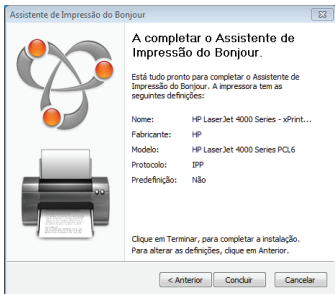 Assistente de Impressão do Bonjour
A completar o Assistente de
Impressão do Bonjour.
Está tudo pronto para completar o Assistente de
Impressão do Bonjour. A impressora tem as
seguintes definições:
Nome: HP LaserJet 4000 Series - xPrint...
Fabricante: HP
Modelo: HP LaserJet 4000 Series PCL6
Protocolo: IPP
Predefinição: Não
Clique em Terminar, para completar a instalação.
Para alterar as definições, clique em Anterior.
< Anterior Concluir Cancelar